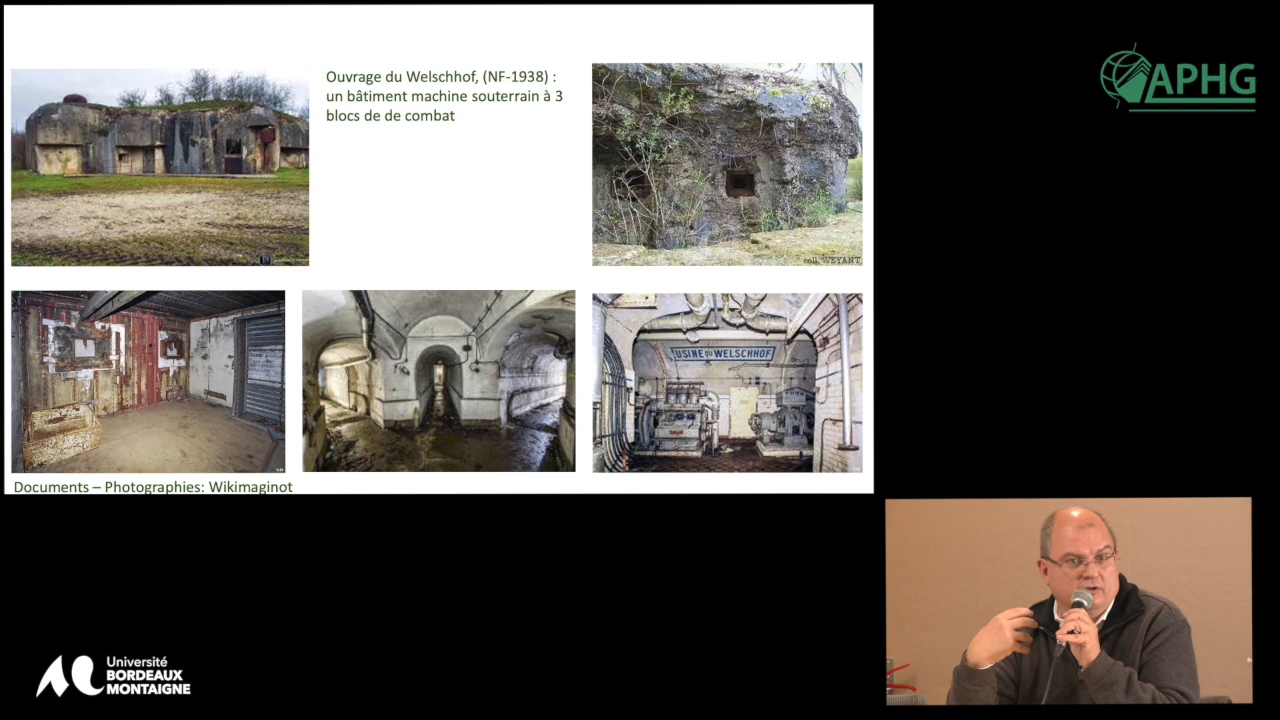 APHG
Ouvrage du Welschhof, (NF-1938) :
un bâtiment machine souterrain à 3
blocs de de combat
coll. WEYANT
USINE DU WELSCHHOF
Documents – Photographies: Wikimaginot
Université
BORDEAUX
MONTAIGNE